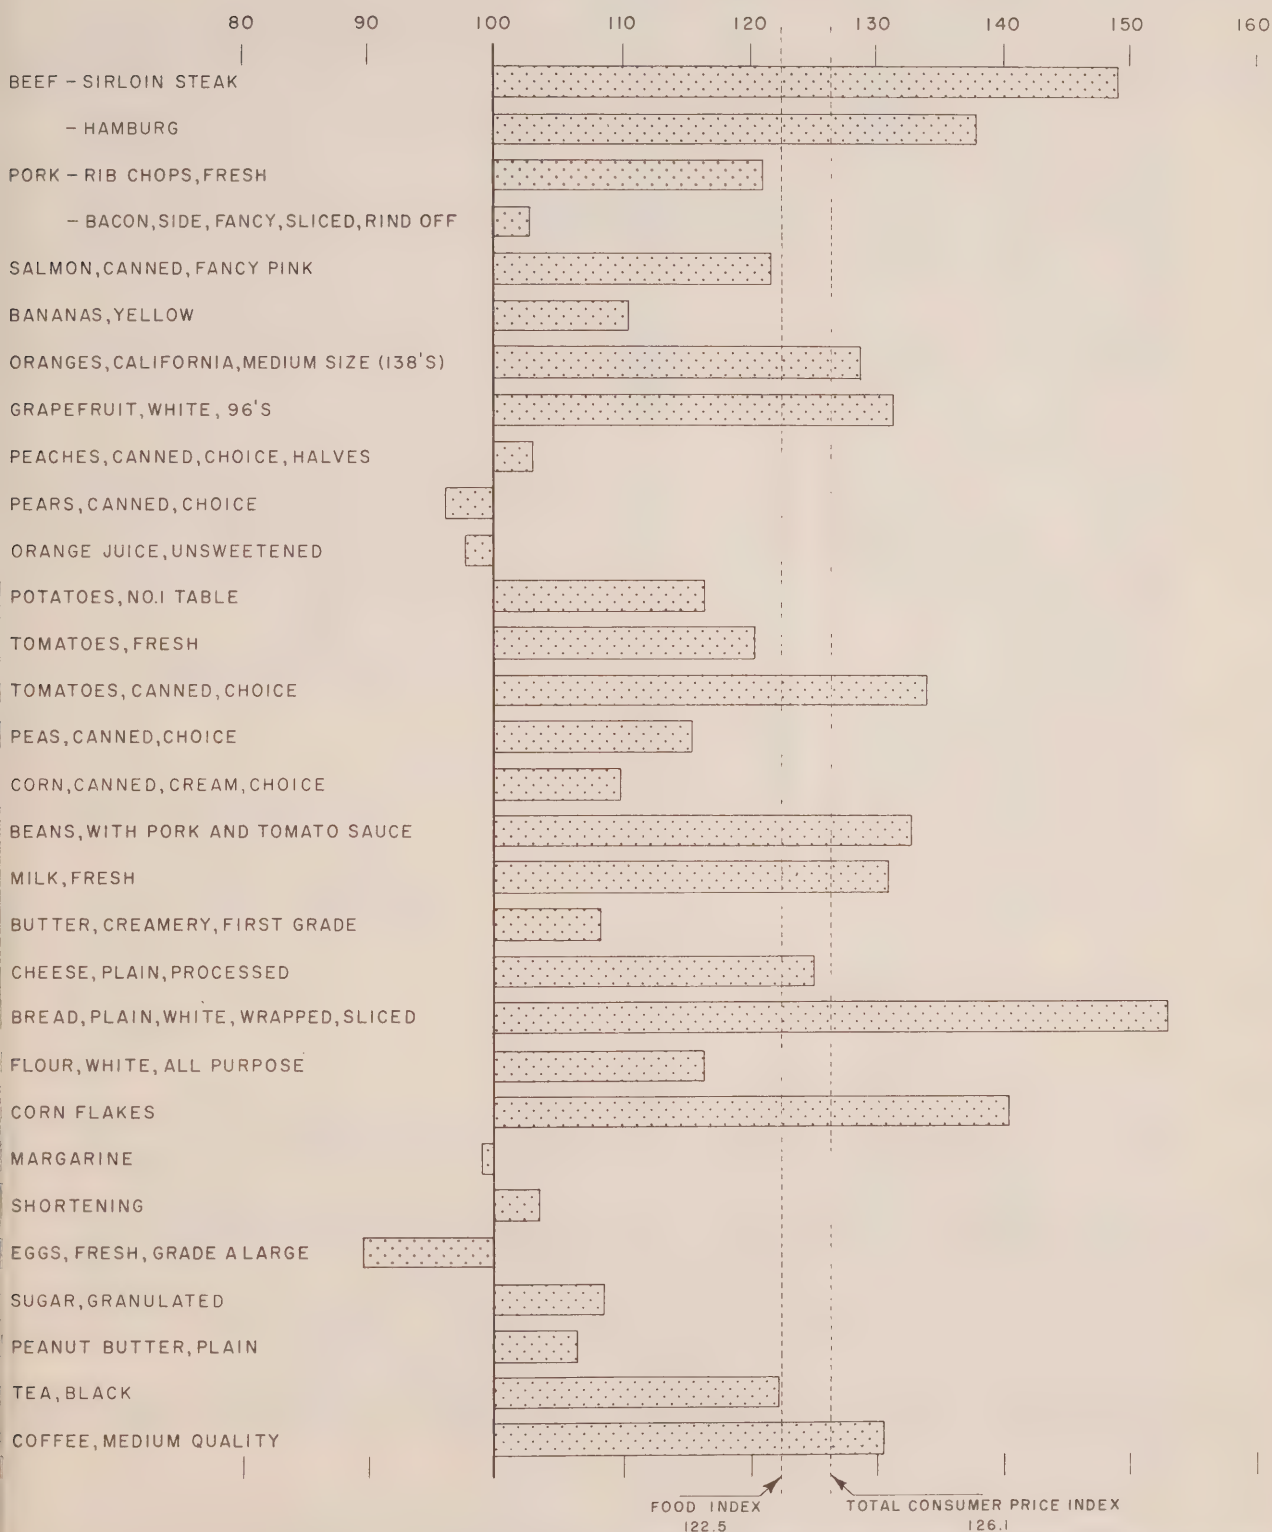 80 90 100 110 120 130 140 150 160
BEEF – SIRLOIN STEAK
– HAMBURG
PORK – RIB CHOPS, FRESH
– BACON, SIDE, FANCY, SLICED, RIND OFF
SALMON, CANNED, FANCY PINK
BANANAS, YELLOW
ORANGES, CALIFORNIA, MEDIUM SIZE (138'S)
GRAPEFRUIT, WHITE, 96'S
PEACHES, CANNED, CHOICE, HALVES
PEARS, CANNED, CHOICE
ORANGE JUICE, UNSWEETENED
POTATOES, NO.1 TABLE
TOMATOES, FRESH
TOMATOES, CANNED, CHOICE
PEAS, CANNED, CHOICE
CORN, CANNED, CREAM, CHOICE
BEANS, WITH PORK AND TOMATO SAUCE
MILK, FRESH
BUTTER, CREAMERY, FIRST GRADE
CHEESE, PLAIN, PROCESSED
BREAD, PLAIN, WHITE, WRAPPED, SLICED
FLOUR, WHITE, ALL PURPOSE
CORN FLAKES
MARGARINE
SHORTENING
EGGS, FRESH, GRADE A LARGE
SUGAR, GRANULATED
PEANUT BUTTER, PLAIN
TEA, BLACK
COFFEE, MEDIUM QUALITY
FOOD INDEX
122.5
TOTAL CONSUMER PRICE INDEX
126.1